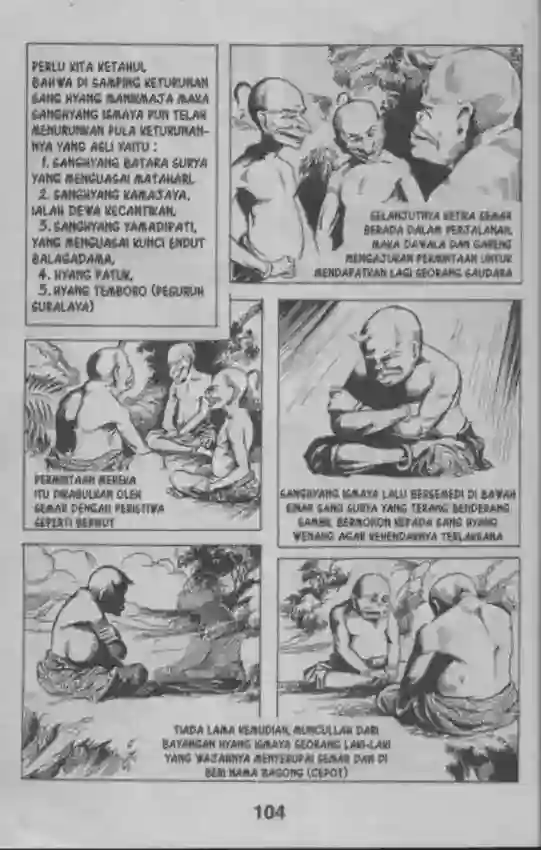 PERLU KITA KETAHUI,
BAHWA DI SAMPING KETURUNAN
SANG HYANG MANIKMAJA MAKA
SANGHYANG ISMAYA PUN TELAH
MENURUNKAN PULA KETURUNAN-
NYA YANG ASLI YAITU :
1. SANGHYANG BATARA SURYA
YANG MENGUASAI MATAHARI.
2. SANGHYANG KAMAJAYA,
IALAH DEWA KECANTIKAN.
3. SANGHYANG YAMADIPATI,
YANG MENGUASAI KUNCI ENDUT
BALAGADAMA.
4. HYANG PATUK,
5. HYANG TEMBORO (PEGURUH
SURALAYA)
SELANJUTNYA KETIKA SEMAR
BERADA DALAM PERJALANAN,
MAKA DAWALA DAN GARENG
MENGAJUKAN PERMINTAAN UNTUK
MENDAPATKAN LAGI SEORANG SAUDARA
PERMINTAAN MEREKA
ITU DIKABULKAN OLEH
SEMAR DENGAN PERISTIWA
SEPERTI BERIKUT
SANGHYANG ISMAYA LALU BERSEMEDI DI BAWAH
SINAR SANG SURYA YANG TERANG BENDERANG
SAMBIL BERMOHON KEPADA SANG HYANG
WENANG AGAR KEHENDAKNYA TERLAKSANA
TIADA LAMA KEMUDIAN, MUNCULLAH DARI
BAYANGAN HYANG ISMAYA SEORANG LAKI-LAKI
YANG WAJAHNYA MENYERUPAI SEMAR DAN DI
BERI NAMA BAGONG (CEPOT)
104